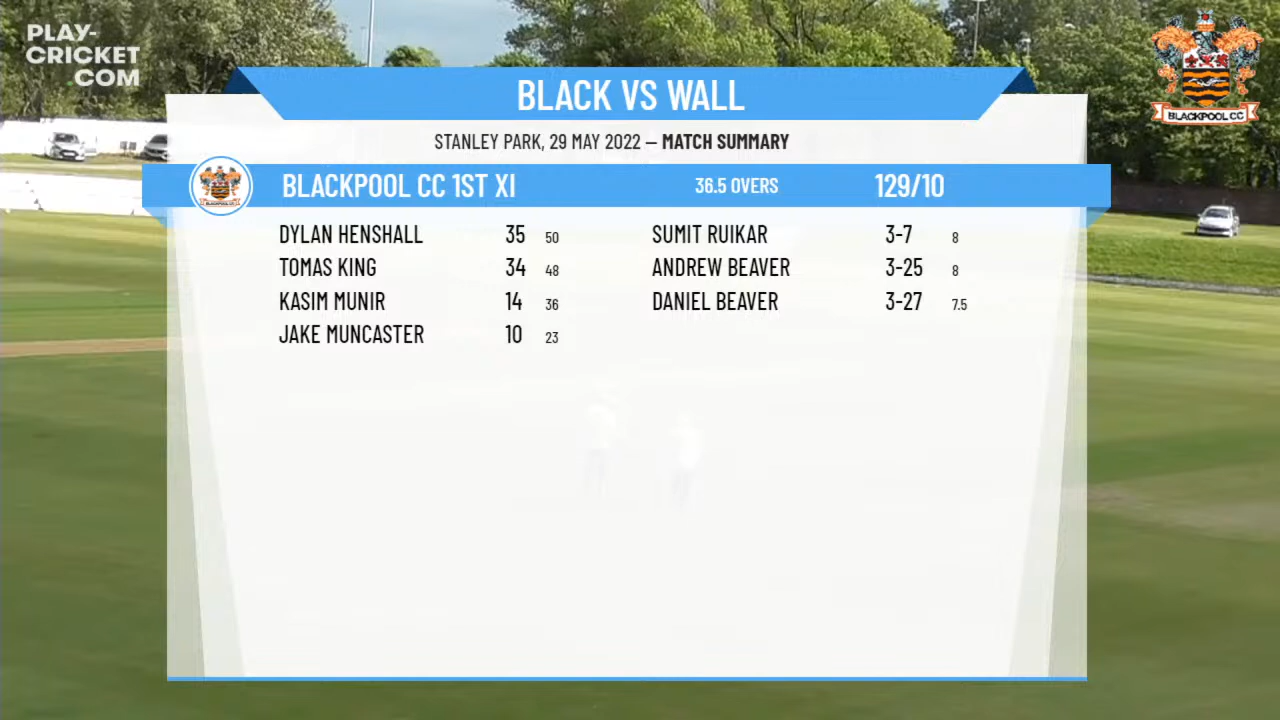 PLAY-
CRICKET
COM
BLACKPOOL CC
BLACK VS WALL
STANLEY PARK, 29 MAY 2022 – MATCH SUMMARY
BLACKPOOL CC 1ST XI 36.5 OVERS 129/10
DYLAN HENSHALL 35 50 SUMIT RUIKAR 3-7 8
TOMAS KING 34 48 ANDREW BEAVER 3-25 8
KASIM MUNIR 14 36 DANIEL BEAVER 3-27 7.5
JAKE MUNCASTER 10 23